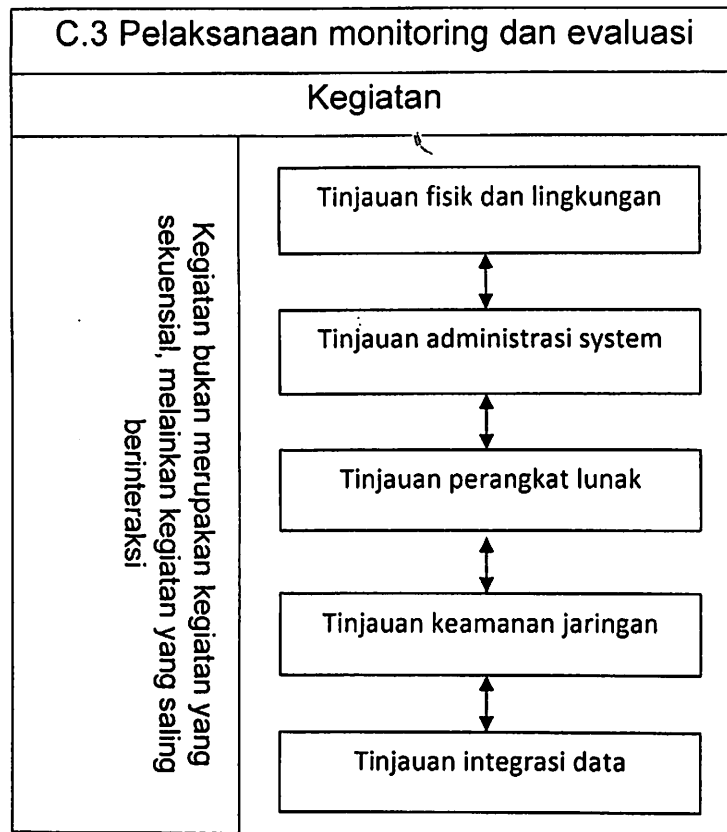 C.3 Pelaksanaan monitoring dan evaluasi
Kegiatan
Kegiatan bukan merupakan kegiatan yang
sekuensial, melainkan kegiatan yang saling
berinteraksi
Tinjauan fisik dan lingkungan
Tinjauan administrasi system
Tinjauan perangkat lunak
Tinjauan keamanan jaringan
Tinjauan integrasi data